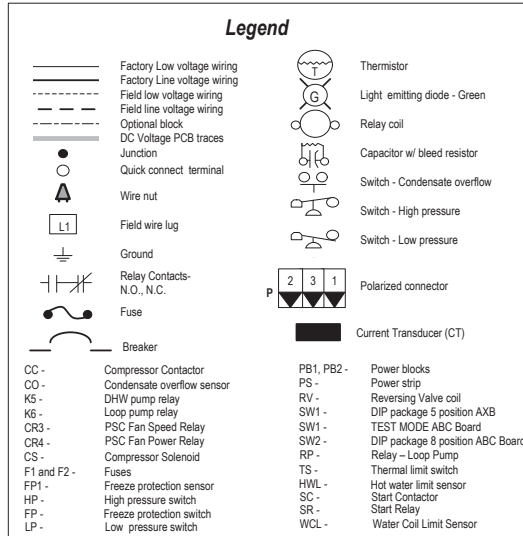 Legend
Factory Low voltage wiring
Factory Line voltage wiring
Field low voltage wiring
Field line voltage wiring
Optional block
DC Voltage PCB traces
Junction
Quick connect terminal
Wire nut
L1
Field wire lug
Ground
Relay Contacts-
N.O., N.C.
Fuse
Breaker
T
Thermistor
G
Light emitting diode - Green
Relay coil
Capacitor w/ bleed resistor
Switch - Condensate overflow
Switch - High pressure
Switch - Low pressure
2 3 1
P
Polarized connector
Current Transducer (CT)
CC - Compressor Contactor
CO - Condensate overflow sensor
K5 - DHW pump relay
K6 - Loop pump relay
CR3 - PSC Fan Speed Relay
CR4 - PSC Fan Power Relay
CS - Compressor Solenoid
F1 and F2 - Fuses
FP1 - Freeze protection sensor
HP - High pressure switch
FP - Freeze protection switch
LP - Low pressure switch
PB1, PB2 - Power blocks
PS - Power strip
RV - Reversing Valve coil
SW1 - DIP package 5 position AXB
SW1 - TEST MODE ABC Board
SW2 - DIP package 8 position ABC Board
RP - Relay – Loop Pump
TS - Thermal limit switch
HWL - Hot water limit sensor
SC - Start Contactor
SR - Start Relay
WCL - Water Coil Limit Sensor